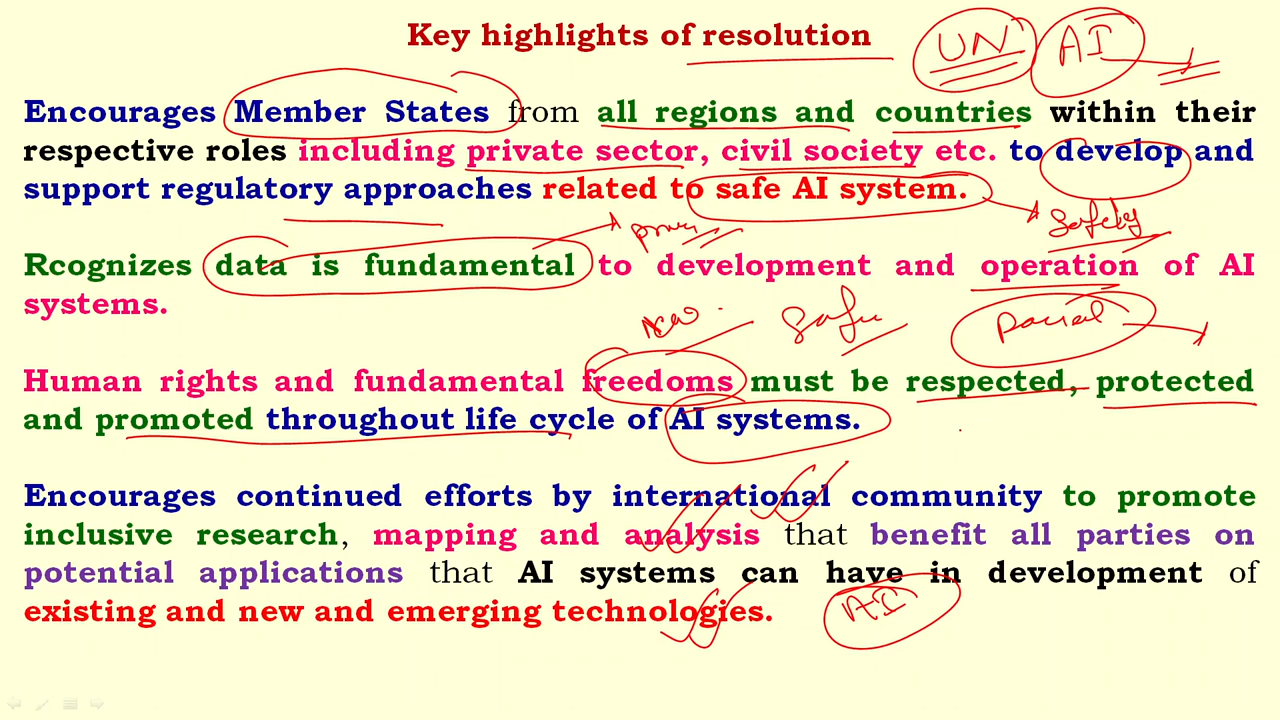 Key highlights of resolution
UN AI
Encourages Member States from all regions and countries within their
respective roles including private sector, civil society etc. to develop and
support regulatory approaches related to safe AI system.
Safety
Rcognizes data is fundamental to development and operation of AI
systems.
Safe
Human rights and fundamental freedoms must be respected, protected
and promoted throughout life cycle of AI systems.
Encourages continued efforts by international community to promote
inclusive research, mapping and analysis that benefit all parties on
potential applications that AI systems can have in development of
existing and new and emerging technologies.
AI